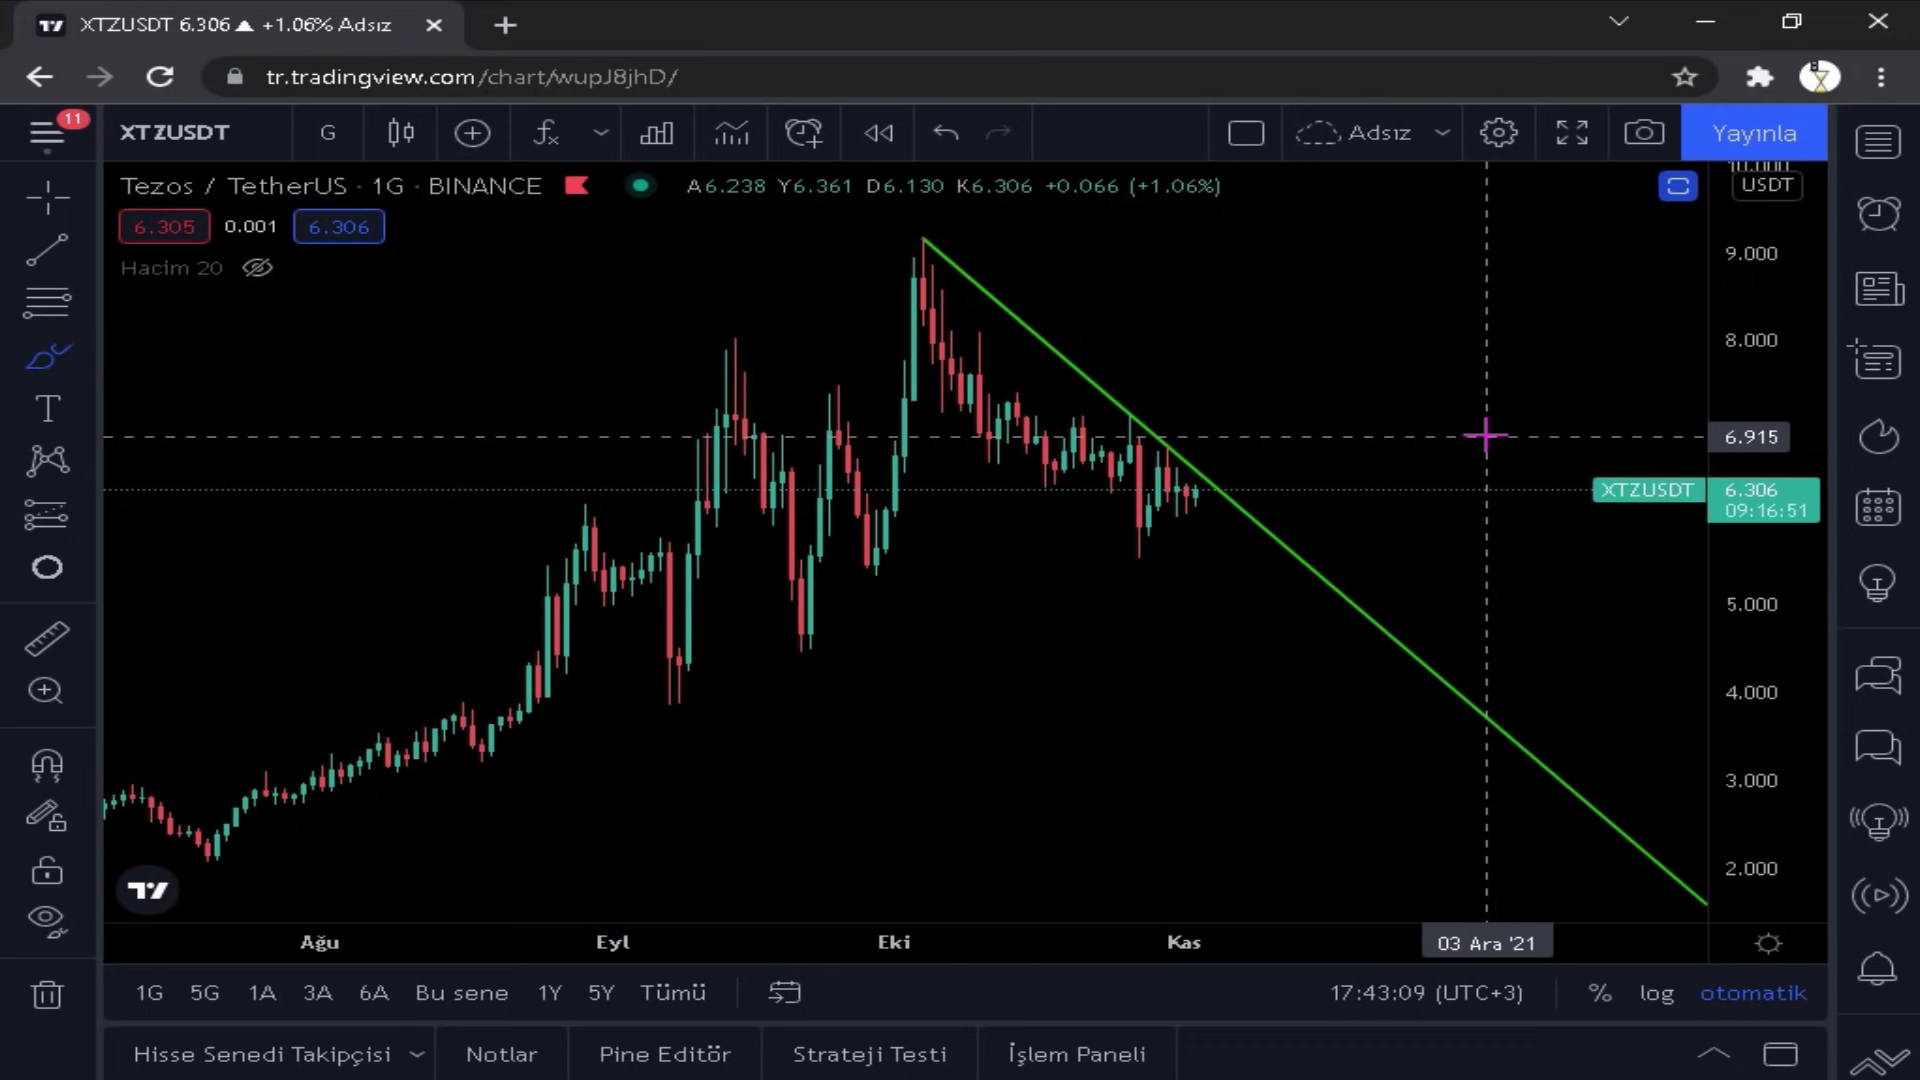 XTZUSDT 6.306 ▲ +1.06% Adsız
tr.tradingview.com/chart/wupJ8jhD/
11
XTZUSDT
G
Adsız
Yayınla
Tezos / TetherUS · 1G · BINANCE
A6.238 Y6.361 D6.130 K6.306 +0.066 (+1.06%)
10.000
USDT
6.305
0.001
6.306
Hacim 20
9.000
8.000
6.915
XTZUSDT
6.306
09:16:51
5.000
4.000
3.000
2.000
Ağu
Eyl
Eki
Kas
03 Ara '21
1G
5G
1A
3A
6A
Bu sene
1Y
5Y
Tümü
17:43:09 (UTC+3)
%
log
otomatik
Hisse Senedi Takipçisi
Notlar
Pine Editör
Strateji Testi
İşlem Paneli